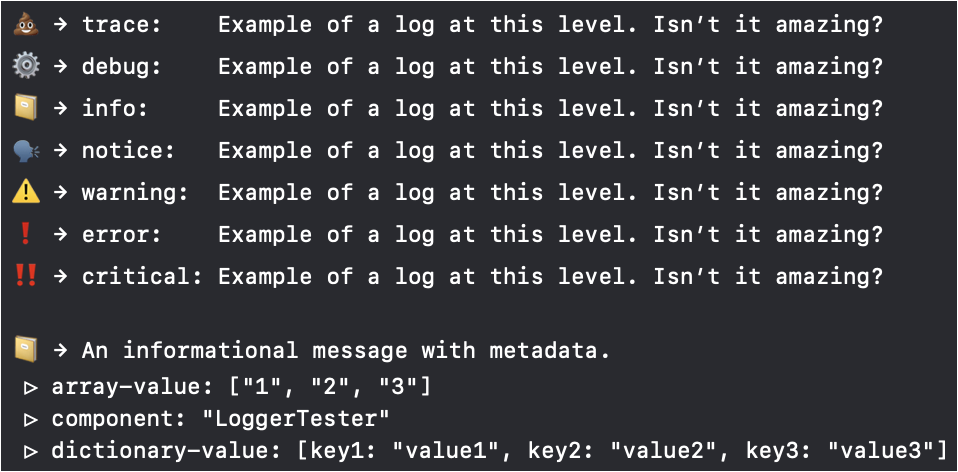 💩 → trace:    Example of a log at this level. Isn’t it amazing?
⚙️ → debug:    Example of a log at this level. Isn’t it amazing?
📒 → info:     Example of a log at this level. Isn’t it amazing?
🗣 → notice:   Example of a log at this level. Isn’t it amazing?
⚠️ → warning:  Example of a log at this level. Isn’t it amazing?
❗ → error:    Example of a log at this level. Isn’t it amazing?
‼️ → critical: Example of a log at this level. Isn’t it amazing?
📒 → An informational message with metadata.
▷ array-value: ["1", "2", "3"]
▷ component: "LoggerTester"
▷ dictionary-value: [key1: "value1", key2: "value2", key3: "value3"]